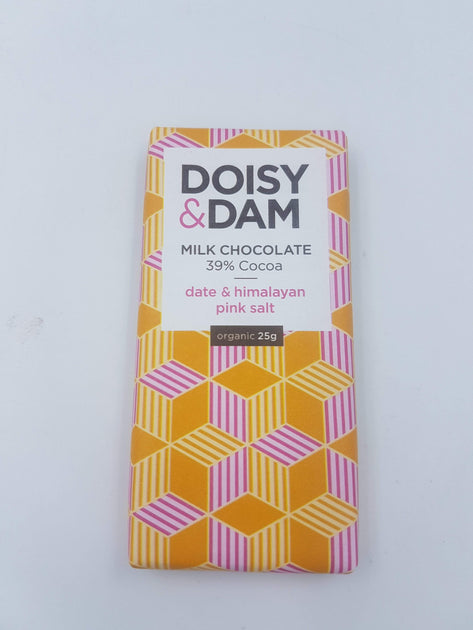 DOISY
&DAM
MILK CHOCOLATE
39% Cocoa
date & himalayan
pink salt
organic 25g